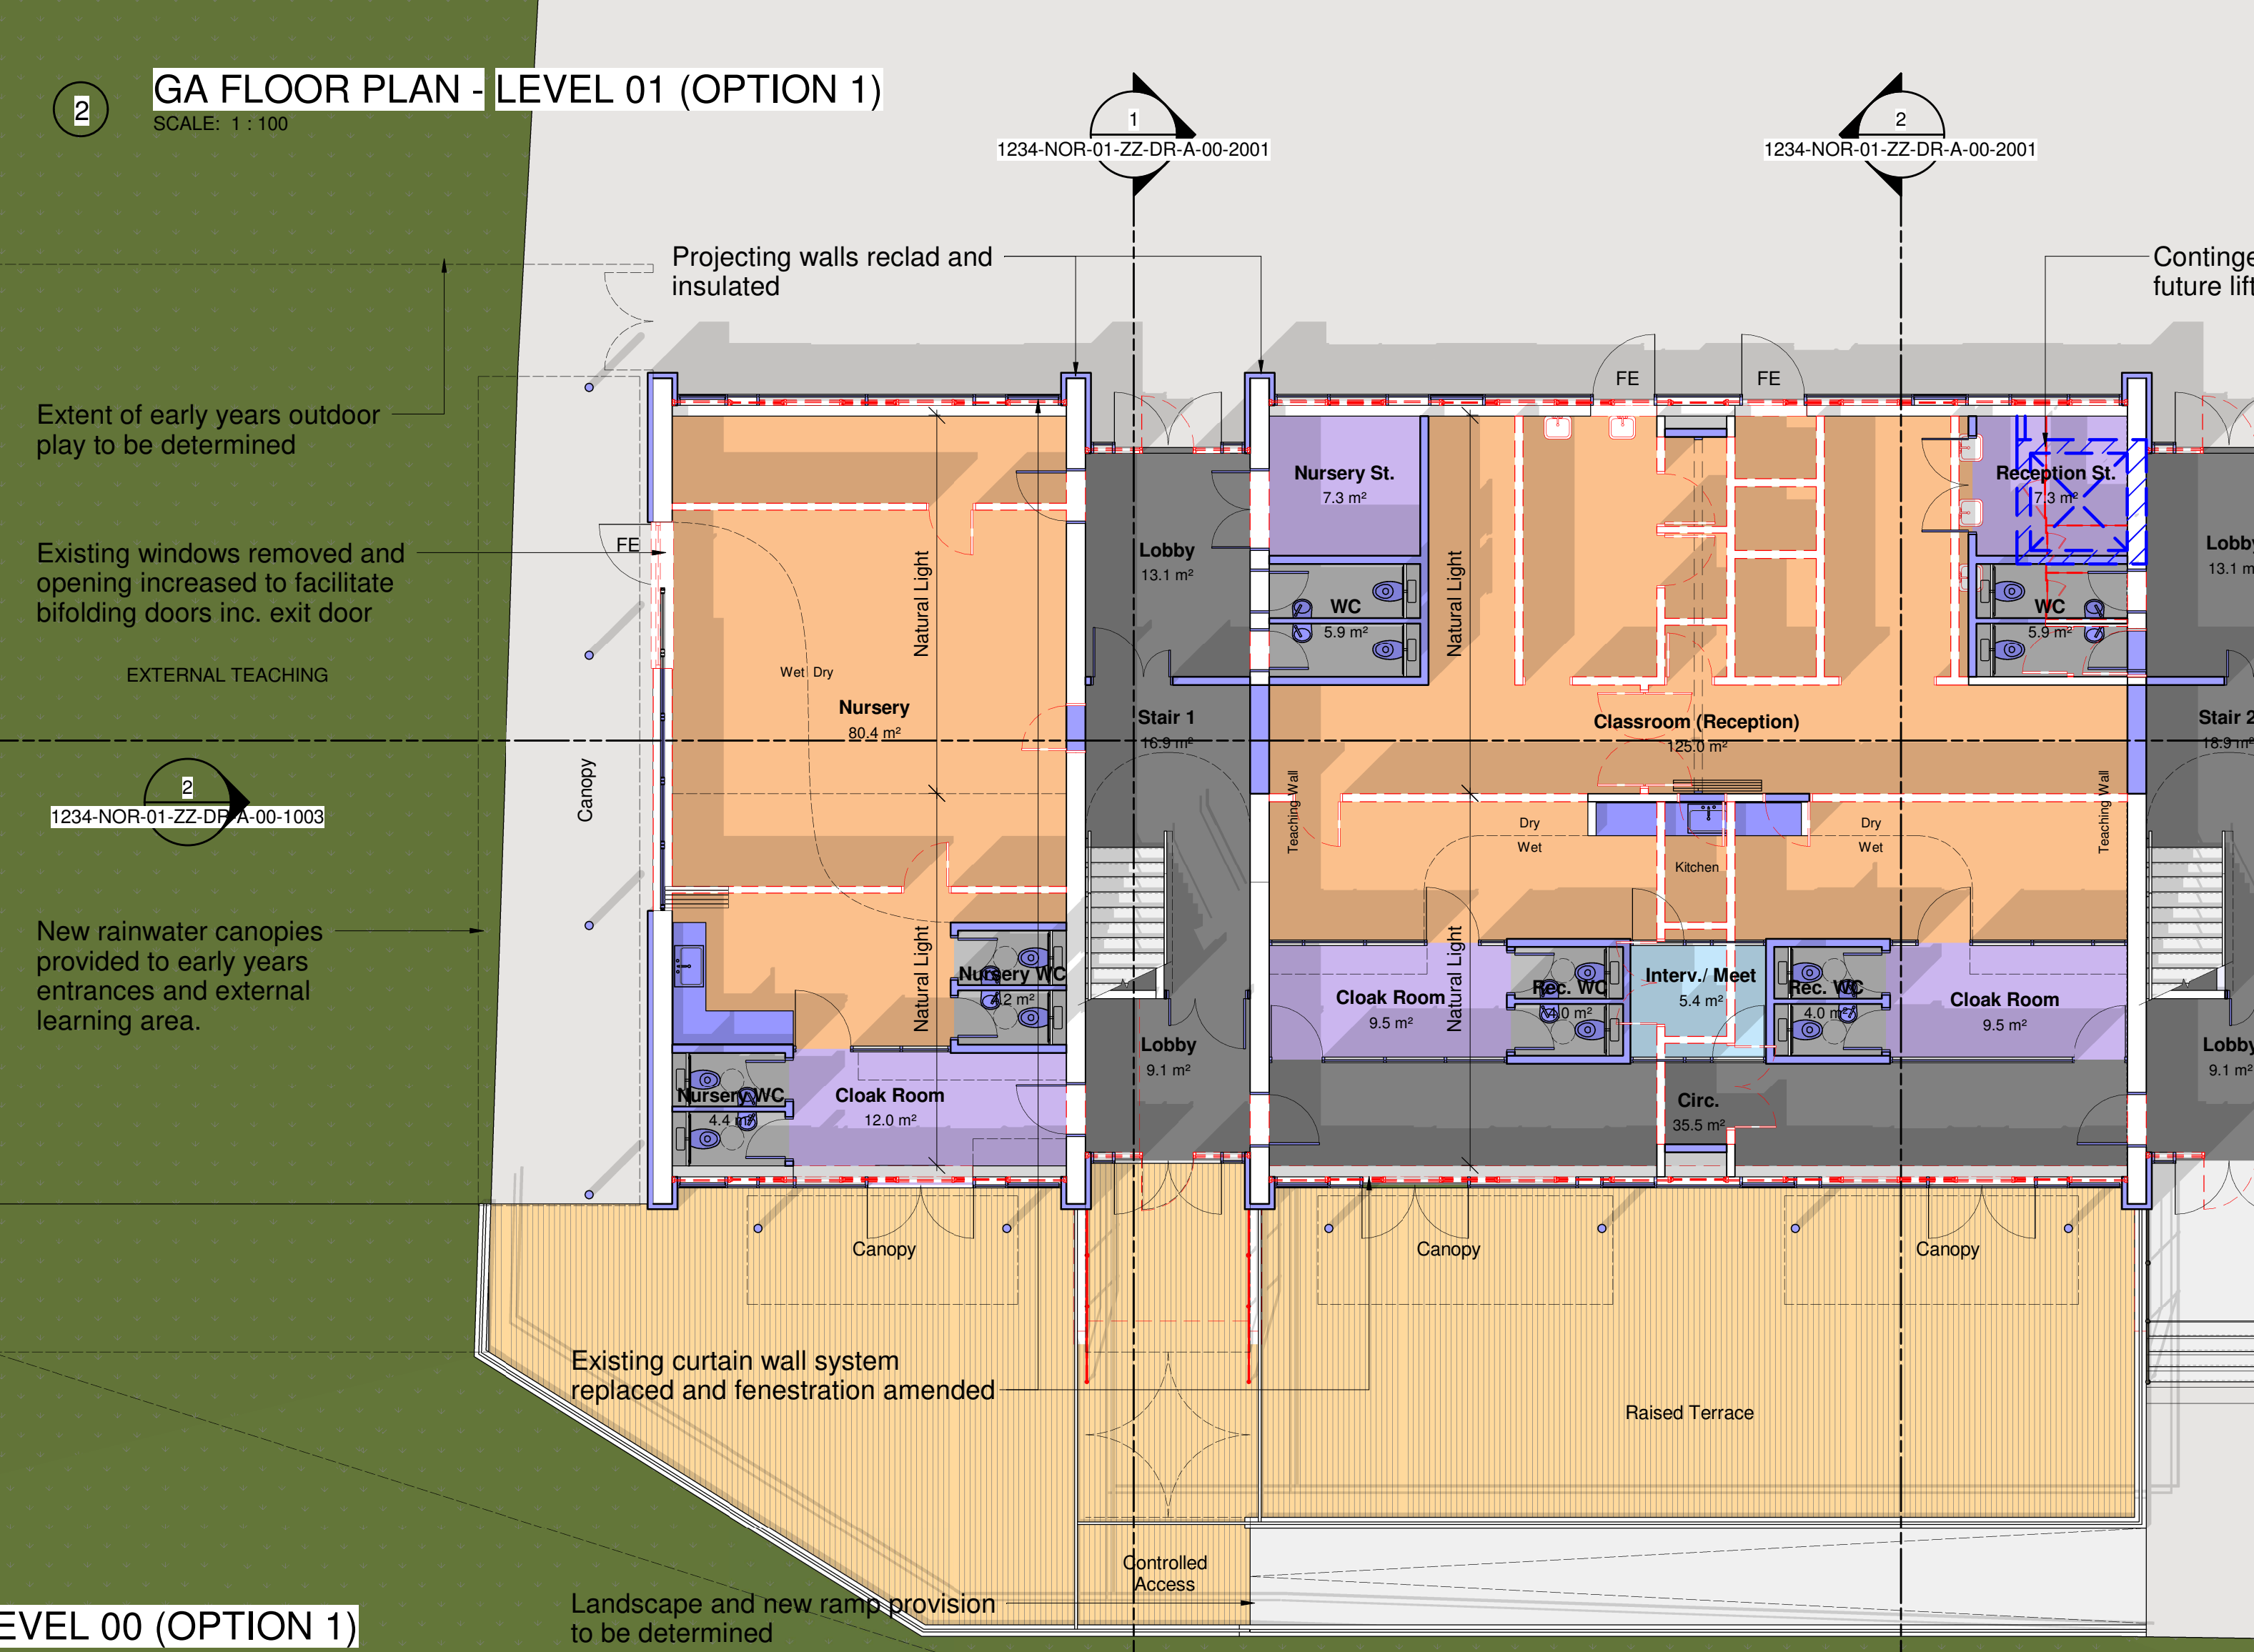 2
GA FLOOR PLAN - LEVEL 01 (OPTION 1)
SCALE: 1 : 100
1
1234-NOR-01-ZZ-DR-A-00-2001
2
1234-NOR-01-ZZ-DR-A-00-2001
Projecting walls reclad and
insulated
future lift
FE
FE
Extent of early years outdoor
play to be determined
Nursery St.
7.3 m²
Reception St.
7.3 m²
Existing windows removed and
opening increased to facilitate
bifolding doors inc. exit door
FE
Natural Light
Lobby
13.1 m²
Natural Light
WC
5.9 m²
WC
5.9 m²
Lobby
13.1 m
EXTERNAL TEACHING
Wet Dry
Nursery
80.4 m²
Stair 1
16.9 m²
Classroom (Reception)
125.0 m²
Stair 2
18.9 m²
2
1234-NOR-01-ZZ-DR-A-00-1003
Canopy
Teaching Wall
Dry
Wet
Kitchen
Dry
Wet
Teaching Wall
New rainwater canopies
provided to early years
entrances and external
learning area.
Natural Light
Nursery WC
4.2 m²
Lobby
9.1 m²
Cloak Room
9.5 m²
Natural Light
Rec. WC
4.0 m²
Interv./ Meet
5.4 m²
Rec. WC
4.0 m²
Cloak Room
9.5 m²
Lobby
9.1 m²
Nursery WC
4.4 m²
Cloak Room
12.0 m²
Circ.
35.5 m²
Canopy
Canopy
Canopy
Existing curtain wall system
replaced and fenestration amended
Raised Terrace
Controlled
Access
Landscape and new ramp provision
to be determined
EVEL 00 (OPTION 1)